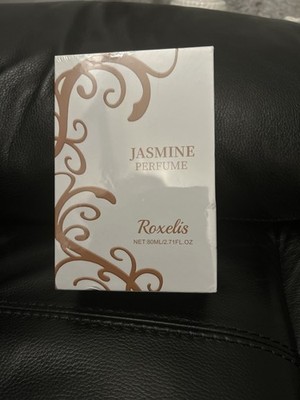 JASMINE
PERFUME
Roxelis
NET:80ML/2.71FL.OZ